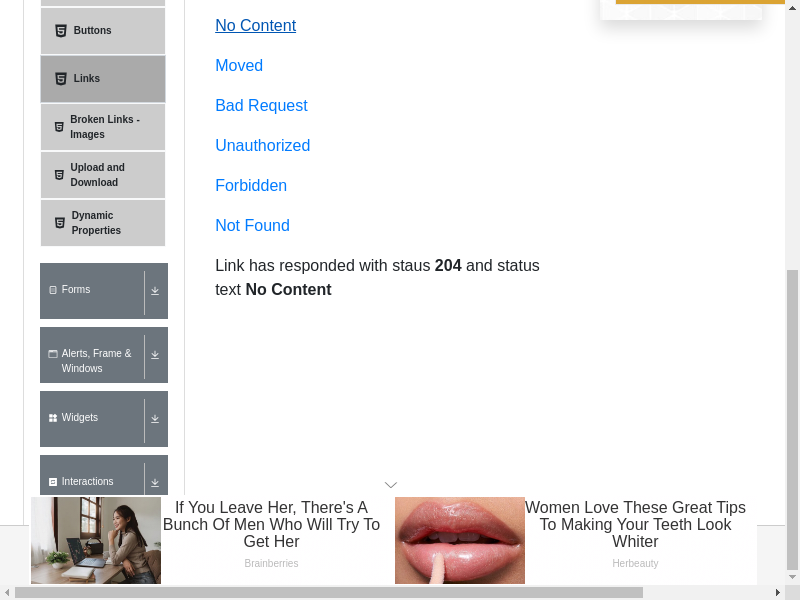 Buttons
Links
Broken Links -
Images
Upload and
Download
Dynamic
Properties
Forms
Alerts, Frame &
Windows
Widgets
Interactions
No Content
Moved
Bad Request
Unauthorized
Forbidden
Not Found
Link has responded with staus 204 and status
text No Content
If You Leave Her, There's A
Bunch Of Men Who Will Try To
Get Her
Brainberries
Women Love These Great Tips
To Making Your Teeth Look
Whiter
Herbeauty